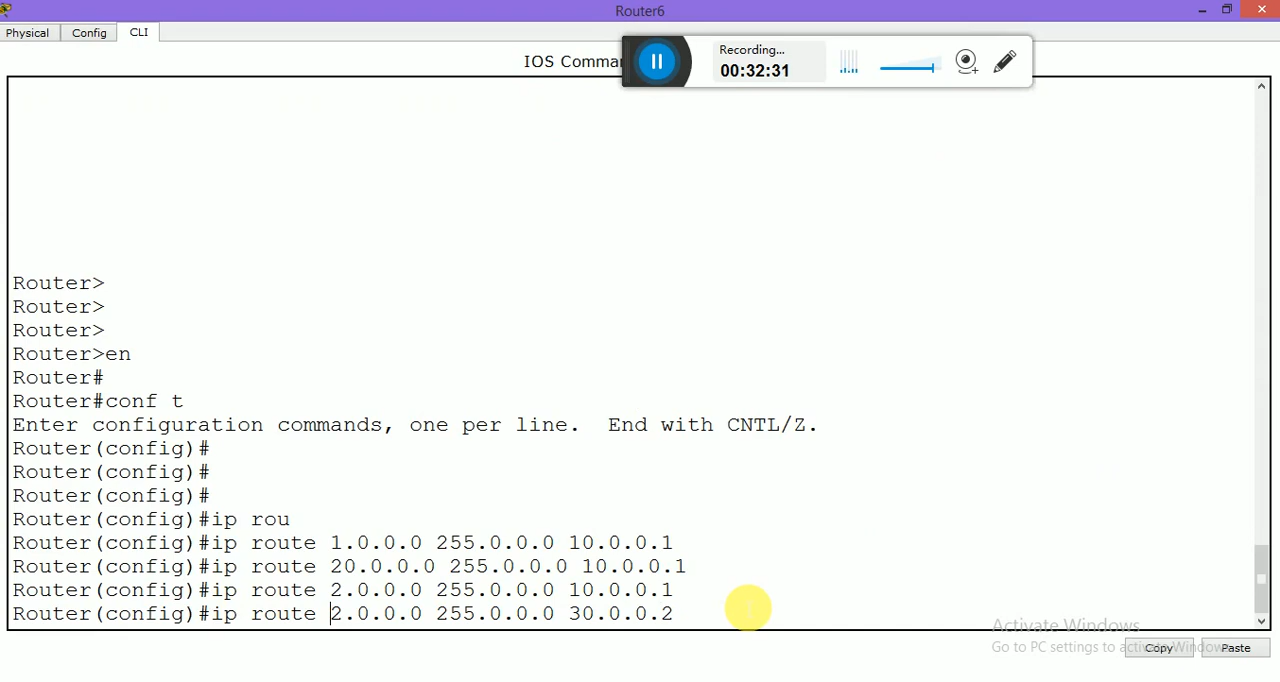 Router6
Physical Config CLI
IOS Comma
Recording...
00:32:31
Router>
Router>
Router>
Router>en
Router#
Router#conf t
Enter configuration commands, one per line.  End with CNTL/Z.
Router(config)#
Router(config)#
Router(config)#
Router(config)#ip rou
Router(config)#ip route 1.0.0.0 255.0.0.0 10.0.0.1
Router(config)#ip route 20.0.0.0 255.0.0.0 10.0.0.1
Router(config)#ip route 2.0.0.0 255.0.0.0 10.0.0.1
Router(config)#ip route 2.0.0.0 255.0.0.0 30.0.0.2
Activate Windows
Go to PC settings to activate Windows.
Copy Paste